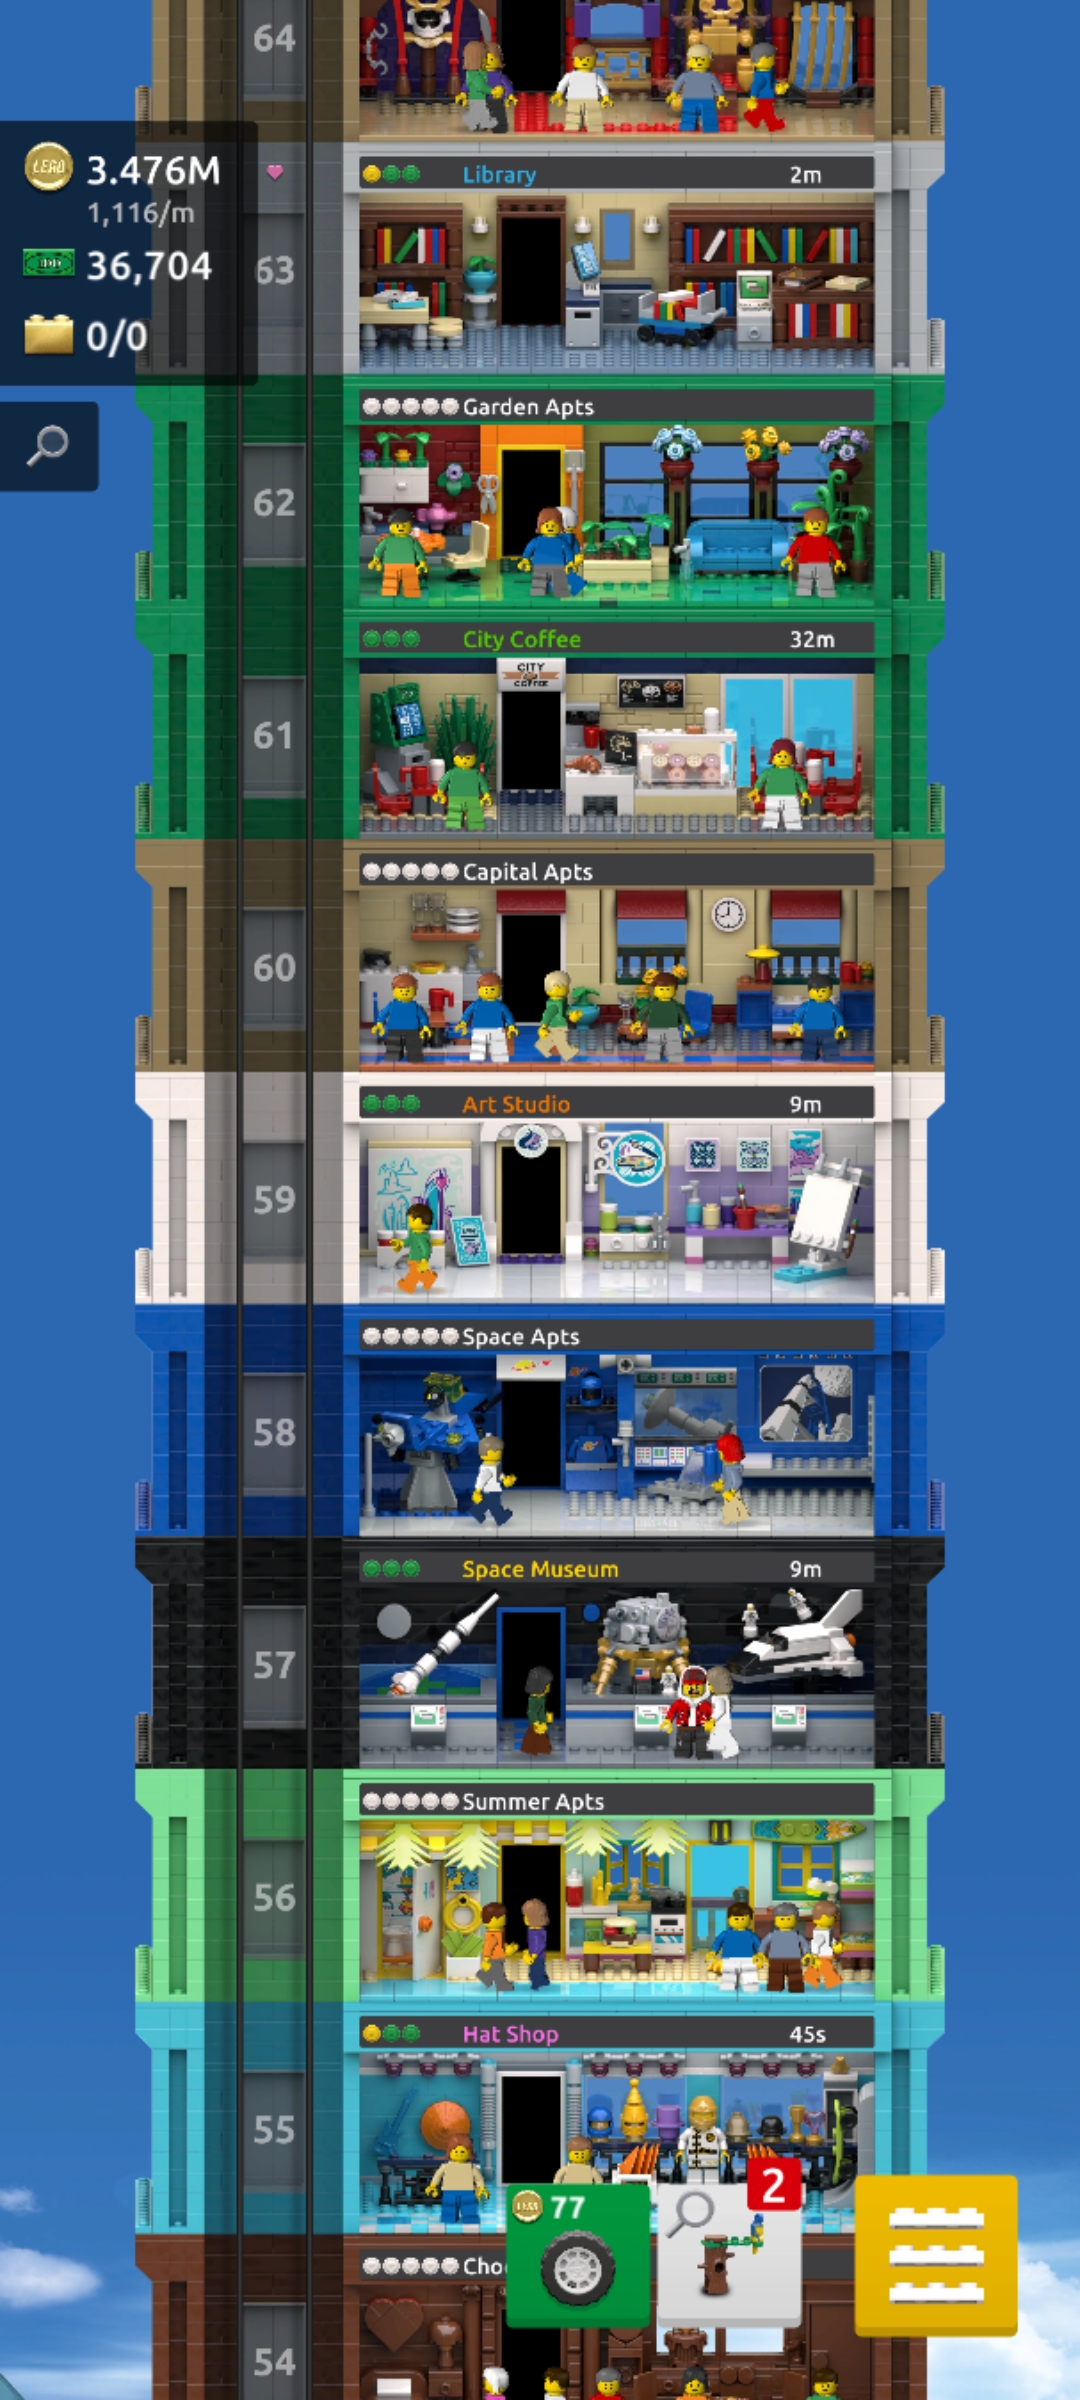 64
LEGO 3.476M
1,116/m
36,704
0/0
Library 2m
63
Garden Apts
62
City Coffee 32m
CITY
COFFEE
61
Capital Apts
60
Art Studio 9m
59
Space Apts
58
Space Museum 9m
57
Summer Apts
56
Hat Shop 45s
55
LEGO 77
2
Cho
54